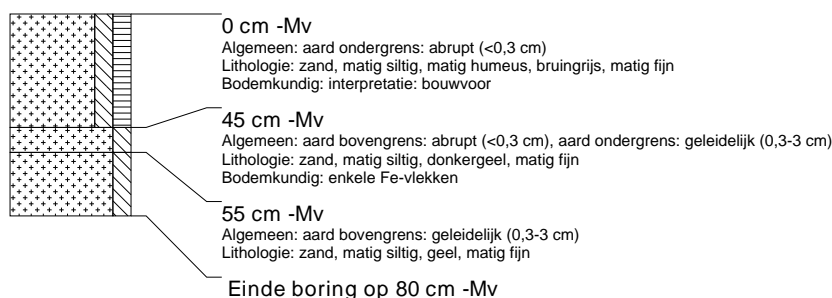 0 cm -Mv
Algemeen: aard ondergrens: abrupt (<0,3 cm)
Lithologie: zand, matig siltig, matig humeus, bruingrijs, matig fijn
Bodemkundig: interpretatie: bouwvoor
45 cm -Mv
Algemeen: aard bovengrens: abrupt (<0,3 cm), aard ondergrens: geleidelijk (0,3-3 cm)
Lithologie: zand, matig siltig, donkergeel, matig fijn
Bodemkundig: enkele Fe-vlekken
55 cm -Mv
Algemeen: aard bovengrens: geleidelijk (0,3-3 cm)
Lithologie: zand, matig siltig, geel, matig fijn
Einde boring op 80 cm -Mv